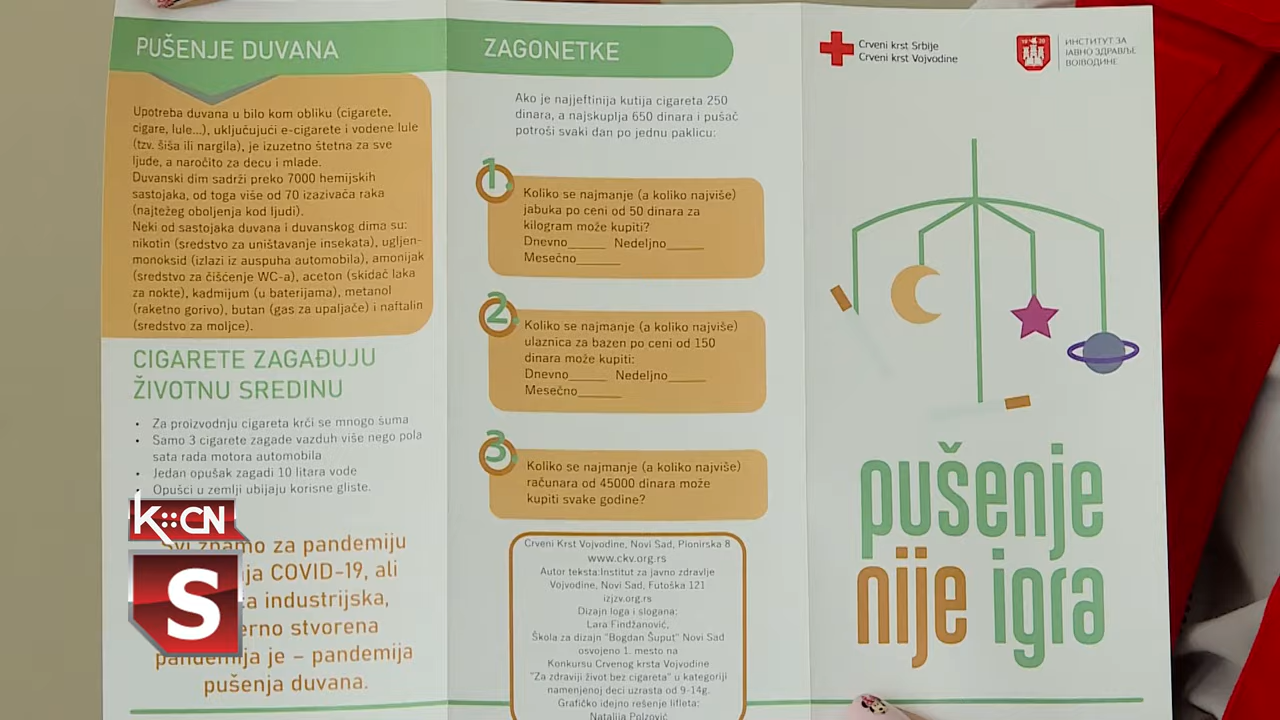 PUŠENJE DUVANA
Upotreba duvana u bilo kom obliku (cigarete,
cigare, lule...), uključujući e-cigarete i vodene lule
(tzv. šiša ili nargila), je izuzetno štetna za sve
ljude, a naročito za decu i mlade.
Duvanski dim sadrži preko 7000 hemijskih
sastojaka, od toga više od 70 izazivača raka
(najtežeg oboljenja kod ljudi).
Neki od sastojaka duvana i duvanskog dima su:
nikotin (sredstvo za uništavanje insekata), ugljen-
monoksid (izlazi iz auspuha automobila), amonijak
(sredstvo za čišćenje WC-a), aceton (skidač laka
za nokte), kadmijum (u baterijama), metanol
(raketno gorivo), butan (gas za upaljače) i naftalin
(sredstvo za moljce).
CIGARETE ZAGAĐUJU
ŽIVOTNU SREDINU
• Za proizvodnju cigareta krči se mnogo šuma
• Samo 3 cigarete zagade vazduh više nego pola
sata rada motora automobila
• Jedan opušak zagadi 10 litara vode
• Opušci u zemlji ubijaju korisne gliste.
Svi znamo za pandemiju
COVID-19, ali
industrijska,
stvorena
pandemija je – pandemija
pušenja duvana.
K::CN
S
ZAGONETKE
Ako je najjeftinija kutija cigareta 250
dinara, a najskuplja 650 dinara i pušač
potroši svaki dan po jednu paklicu:
1.
Koliko se najmanje (a koliko najviše)
jabuka po ceni od 50 dinara za
kilogram može kupiti?
Dnevno_____ Nedeljno_____
Mesečno______
2.
Koliko se najmanje (a koliko najviše)
ulaznica za bazen po ceni od 150
dinara može kupiti:
Dnevno_____ Nedeljno_____
Mesečno______
3.
Koliko se najmanje (a koliko najviše)
računara od 45000 dinara može
kupiti svake godine?
Crveni Krst Vojvodine, Novi Sad, Pionirska 8
www.ckv.org.rs
Autor teksta:Institut za javno zdravlje
Vojvodine, Novi Sad, Futoška 121
izjzv.org.rs
Dizajn loga i slogana:
Lara Findžanović,
Škola za dizajn "Bogdan Šuput" Novi Sad
osvojeno 1. mesto na
Konkursu Crvenog krsta Vojvodine
"Za zdraviji život bez cigareta" u kategoriji
namenjenoj deci uzrasta od 9-14g.
Grafičko idejno rešenje lifleta:
Natalija Polzović
Crveni krst Srbije
Crveni krst Vojvodine
ИНСТИТУТ ЗА
ЈАВНО ЗДРАВЉЕ
ВОЈВОДИНЕ
pušenje
nije igra